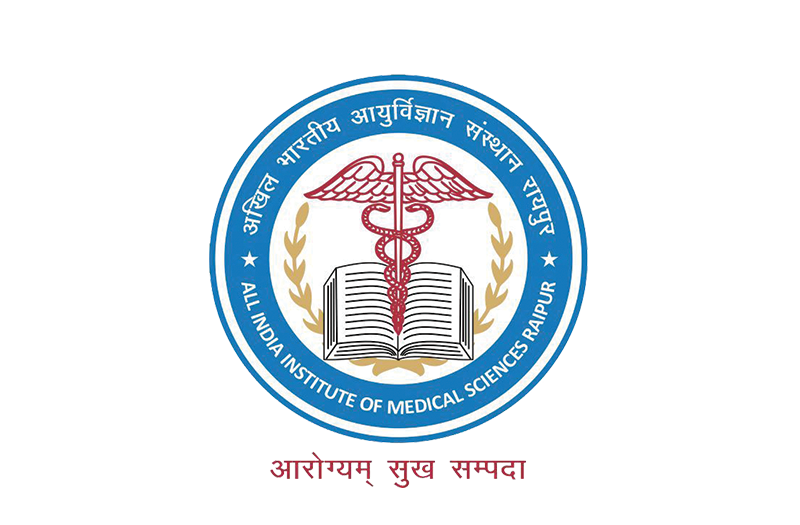 अखिल भारतीय आयुर्विज्ञान संस्थान रायपुर
ALL INDIA INSTITUTE OF MEDICAL SCIENCES RAIPUR
आरोग्यम् सुख सम्पदा